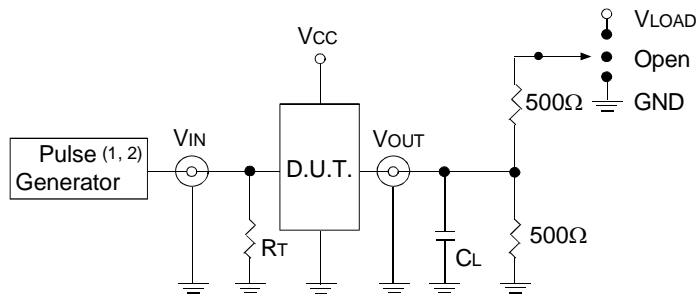 VLOAD
VCC
Open
500Ω
GND
VIN
VOUT
Pulse (1, 2)
Generator
D.U.T.
RT
CL
500Ω